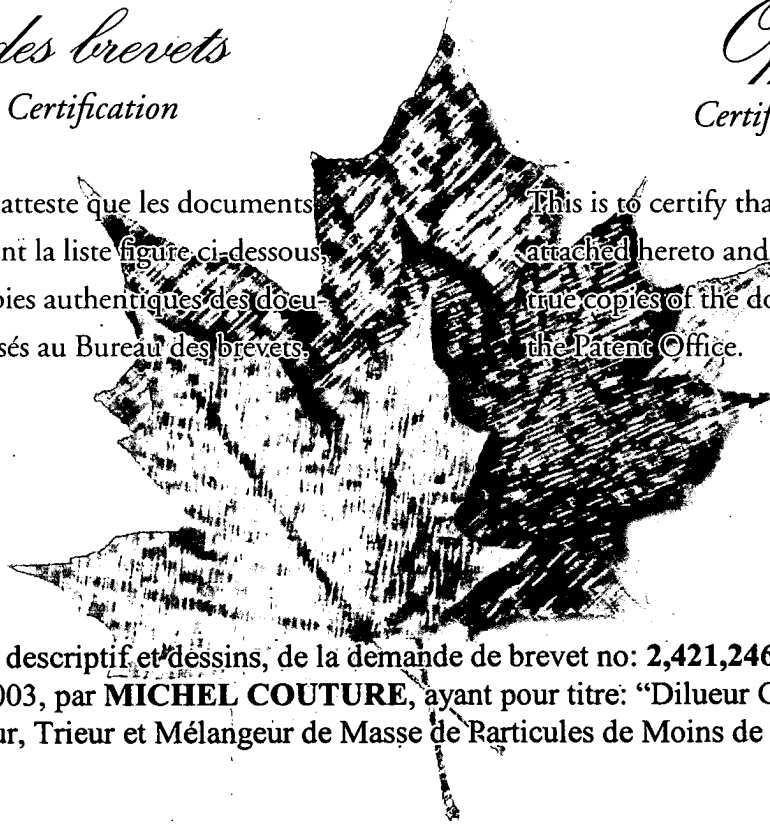 des brevets
Certification
atteste que les documents
nt la liste figure ci-dessous,
pies authentiques des docu-
sés au Bureau des brevets.
Certif
This is to certify tha
attached hereto and
true copies of the do
the Patent Office.
descriptif et dessins, de la demande de brevet no: 2,421,246
003, par MICHEL COUTURE, ayant pour titre: “Dilueur C
ur, Trieur et Mélangeur de Masse de Particules de Moins de